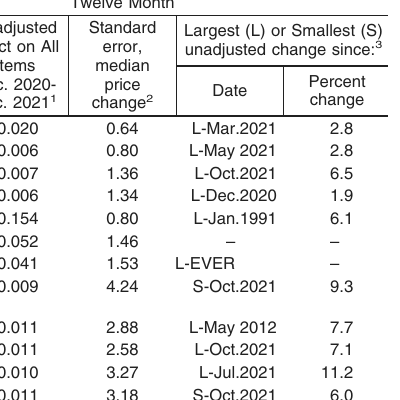 Twelve Month
adjusted Standard Largest (L) or Smallest (S)
ct on All error, unadjusted change since:³
tems median
c. 2020- price Date Percent
c. 2021¹ change² change
0.020 0.64 L-Mar.2021 2.8
0.006 0.80 L-May 2021 2.8
0.007 1.36 L-Oct.2021 6.5
0.006 1.34 L-Dec.2020 1.9
0.154 0.80 L-Jan.1991 6.1
0.052 1.46 – –
0.041 1.53 L-EVER –
0.009 4.24 S-Oct.2021 9.3
0.011 2.88 L-May 2012 7.7
0.011 2.58 L-Oct.2021 7.1
0.010 3.27 L-Jul.2021 11.2
0.011 3.18 S-Oct.2021 6.0